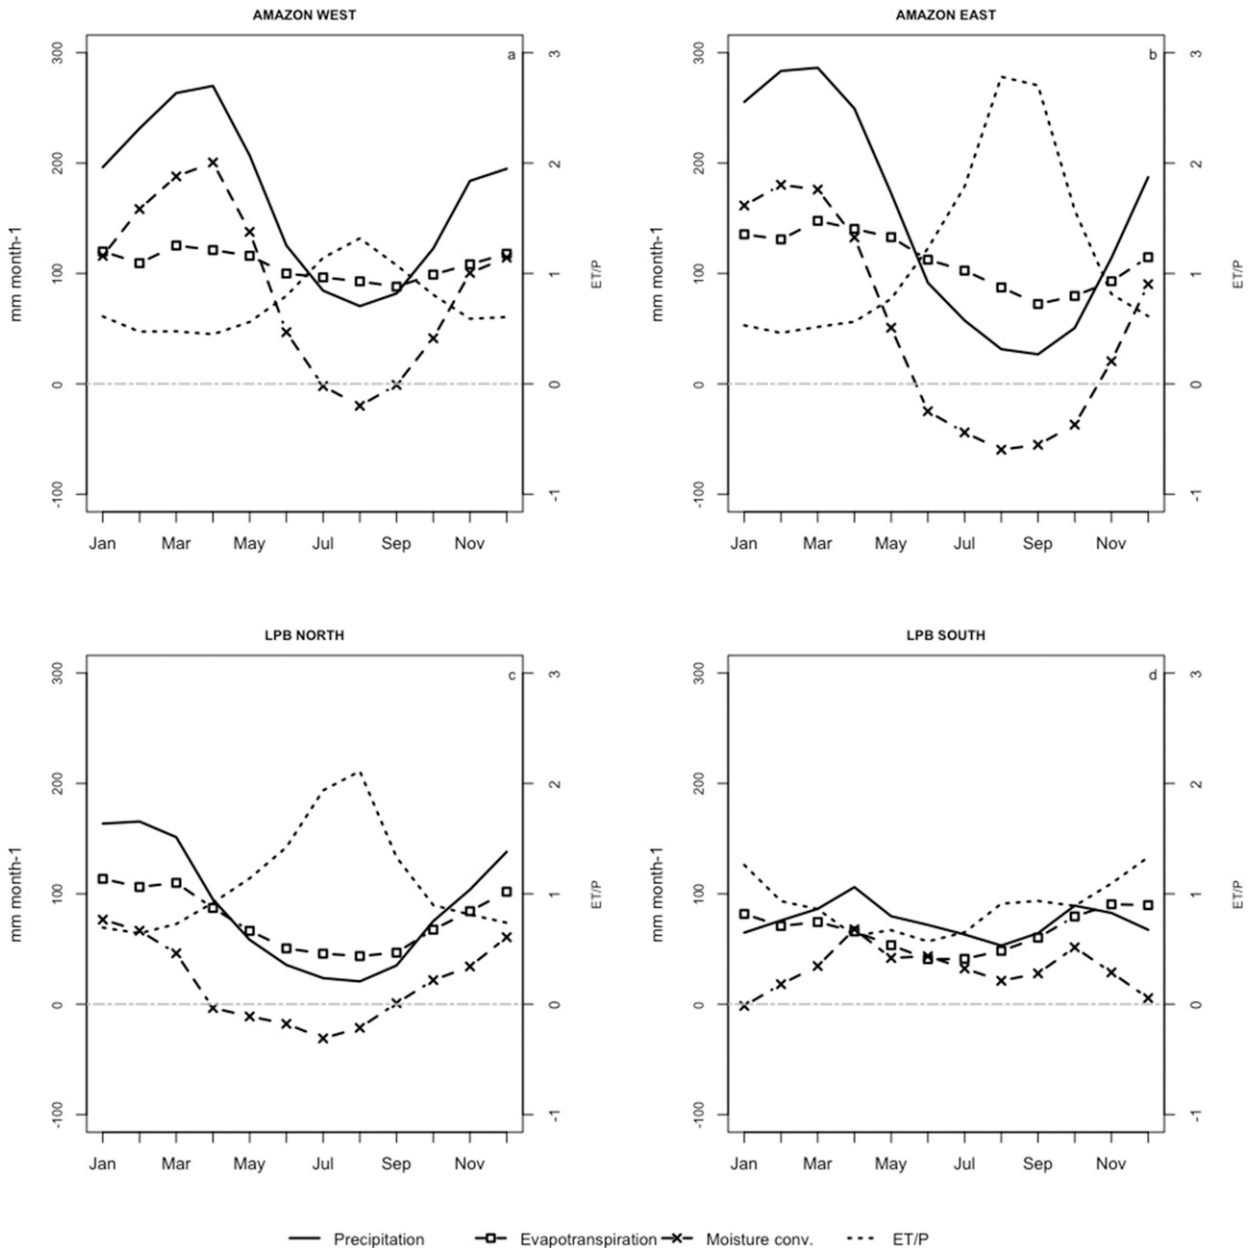 AMAZON WEST
a
300
200
100
0
-100
mm month-1
3
2
1
0
-1
ET/P
Jan Mar May Jul Sep Nov
AMAZON EAST
b
300
200
100
0
-100
mm month-1
3
2
1
0
-1
ET/P
Jan Mar May Jul Sep Nov
LPB NORTH
c
300
200
100
0
-100
mm month-1
3
2
1
0
-1
ET/P
Jan Mar May Jul Sep Nov
LPB SOUTH
d
300
200
100
0
-100
mm month-1
3
2
1
0
-1
ET/P
Jan Mar May Jul Sep Nov
Precipitation Evapotranspiration Moisture conv. ET/P